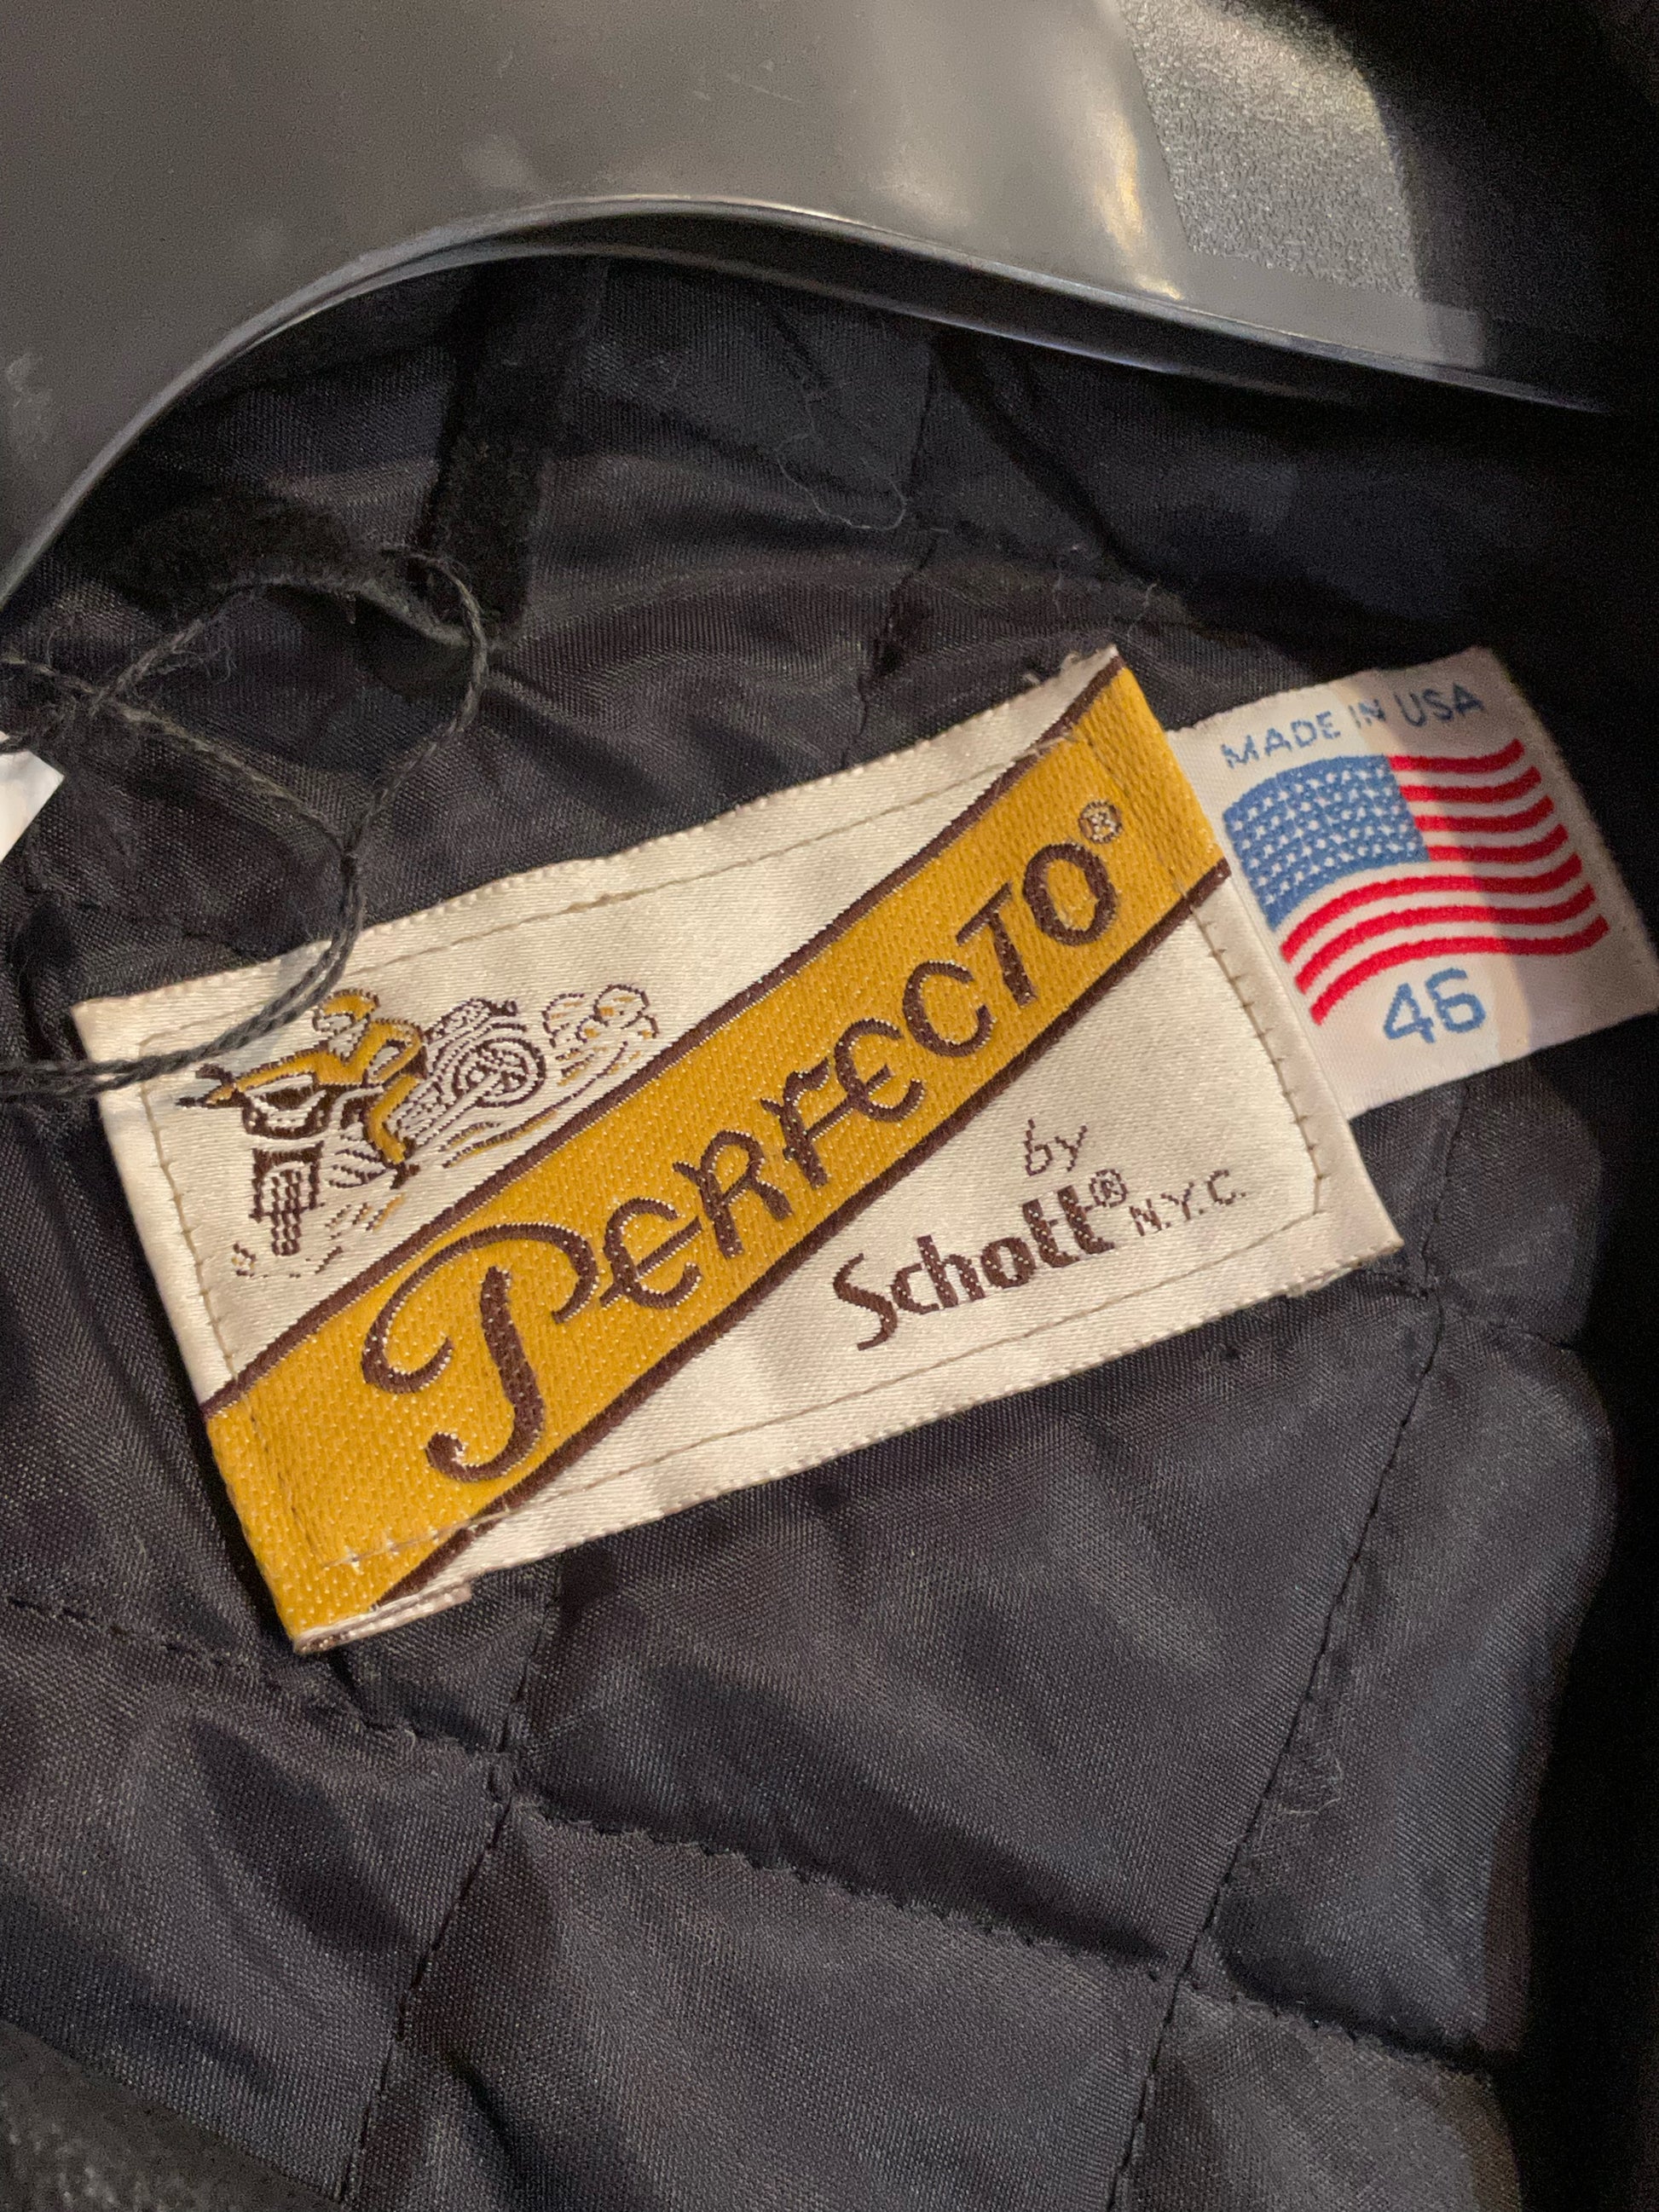 PERFECTO®
by
Schott® N.Y.C.
MADE IN USA
46